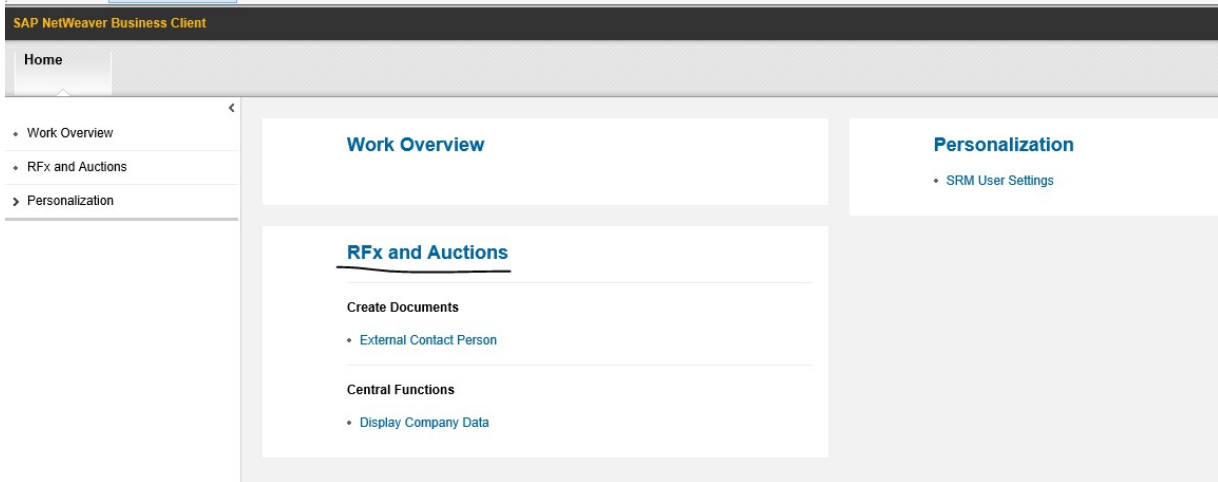 SAP NetWeaver Business Client
Home
Work Overview
RFx and Auctions
Personalization
Work Overview
RFx and Auctions
Create Documents
External Contact Person
Central Functions
Display Company Data
Personalization
SRM User Settings